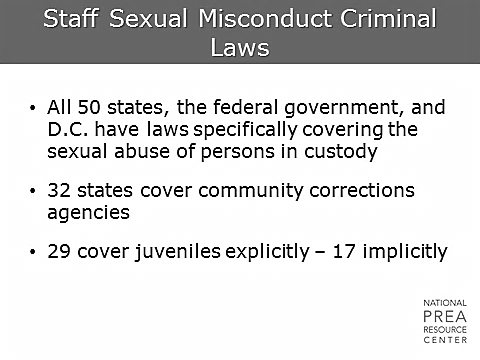 Staff Sexual Misconduct Criminal
Laws
• All 50 states, the federal government, and
D.C. have laws specifically covering the
sexual abuse of persons in custody
• 32 states cover community corrections
agencies
• 29 cover juveniles explicitly – 17 implicitly
NATIONAL
PREA
RESOURCE
CENTER